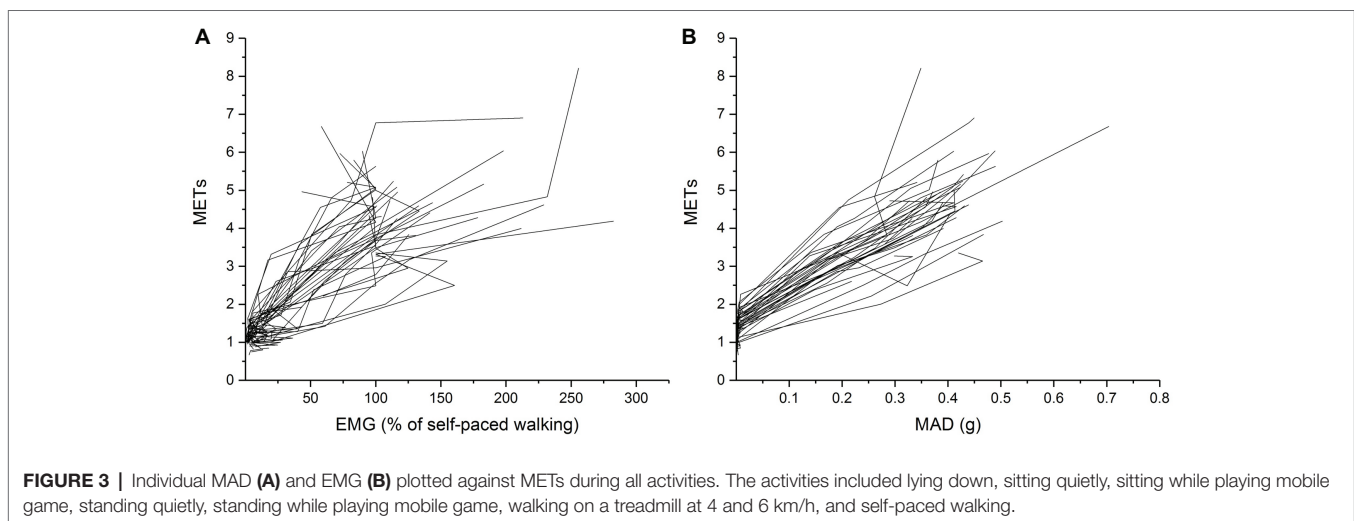 A
B
9
8
7
6
5
4
3
2
1
0
METs
50 100 150 200 250 300
EMG (% of self-paced walking)
9
8
7
6
5
4
3
2
1
0
METs
0.1 0.2 0.3 0.4 0.5 0.6 0.7 0.8
MAD (g)
FIGURE 3 | Individual MAD (A) and EMG (B) plotted against METs during all activities. The activities included lying down, sitting quietly, sitting while playing mobile
game, standing quietly, standing while playing mobile game, walking on a treadmill at 4 and 6 km/h, and self-paced walking.